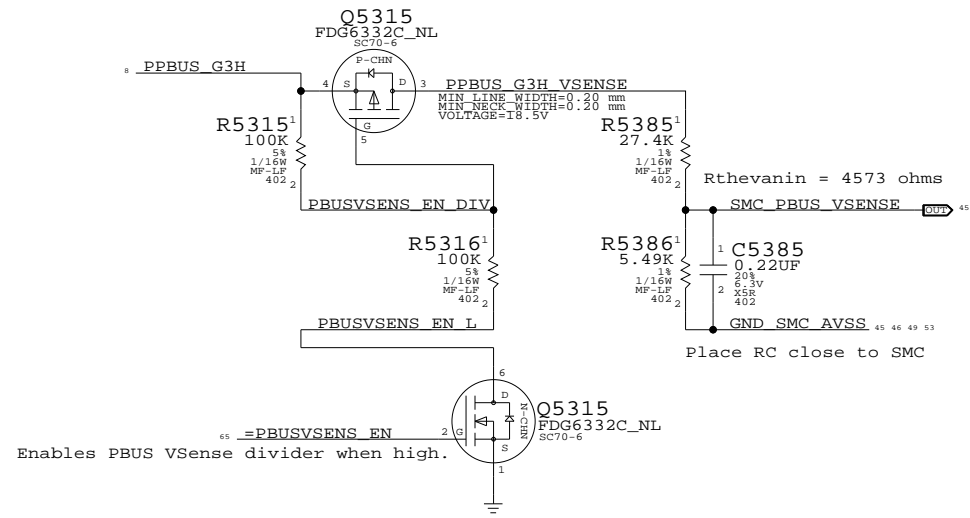 Q5315
FDG6332C_NL
SC70-6
P-CHN
8 PPBUS_G3H
4 S D 3
PPBUS_G3H_VSENSE
MIN_LINE_WIDTH=0.20 mm
MIN_NECK_WIDTH=0.20 mm
VOLTAGE=18.5V
G
5
R5315 1
100K
5%
1/16W
MF-LF
402 2
R5385 1
27.4K
1%
1/16W
MF-LF
402 2
Rthevanin = 4573 ohms
PBUSVSENS_EN_DIV
SMC_PBUS_VSENSE
OUT 45
R5316 1
100K
5%
1/16W
MF-LF
402 2
R5386 1
5.49K
1%
1/16W
MF-LF
402 2
1 C5385
0.22UF
20%
6.3V
2 X5R
402
PBUSVSENS_EN_L
GND_SMC_AVSS 45 46 49 53
Place RC close to SMC
6
D
N-CHN
Q5315
FDG6332C_NL
SC70-6
65 =PBUSVSENS_EN 2 G
S
1
Enables PBUS VSense divider when high.